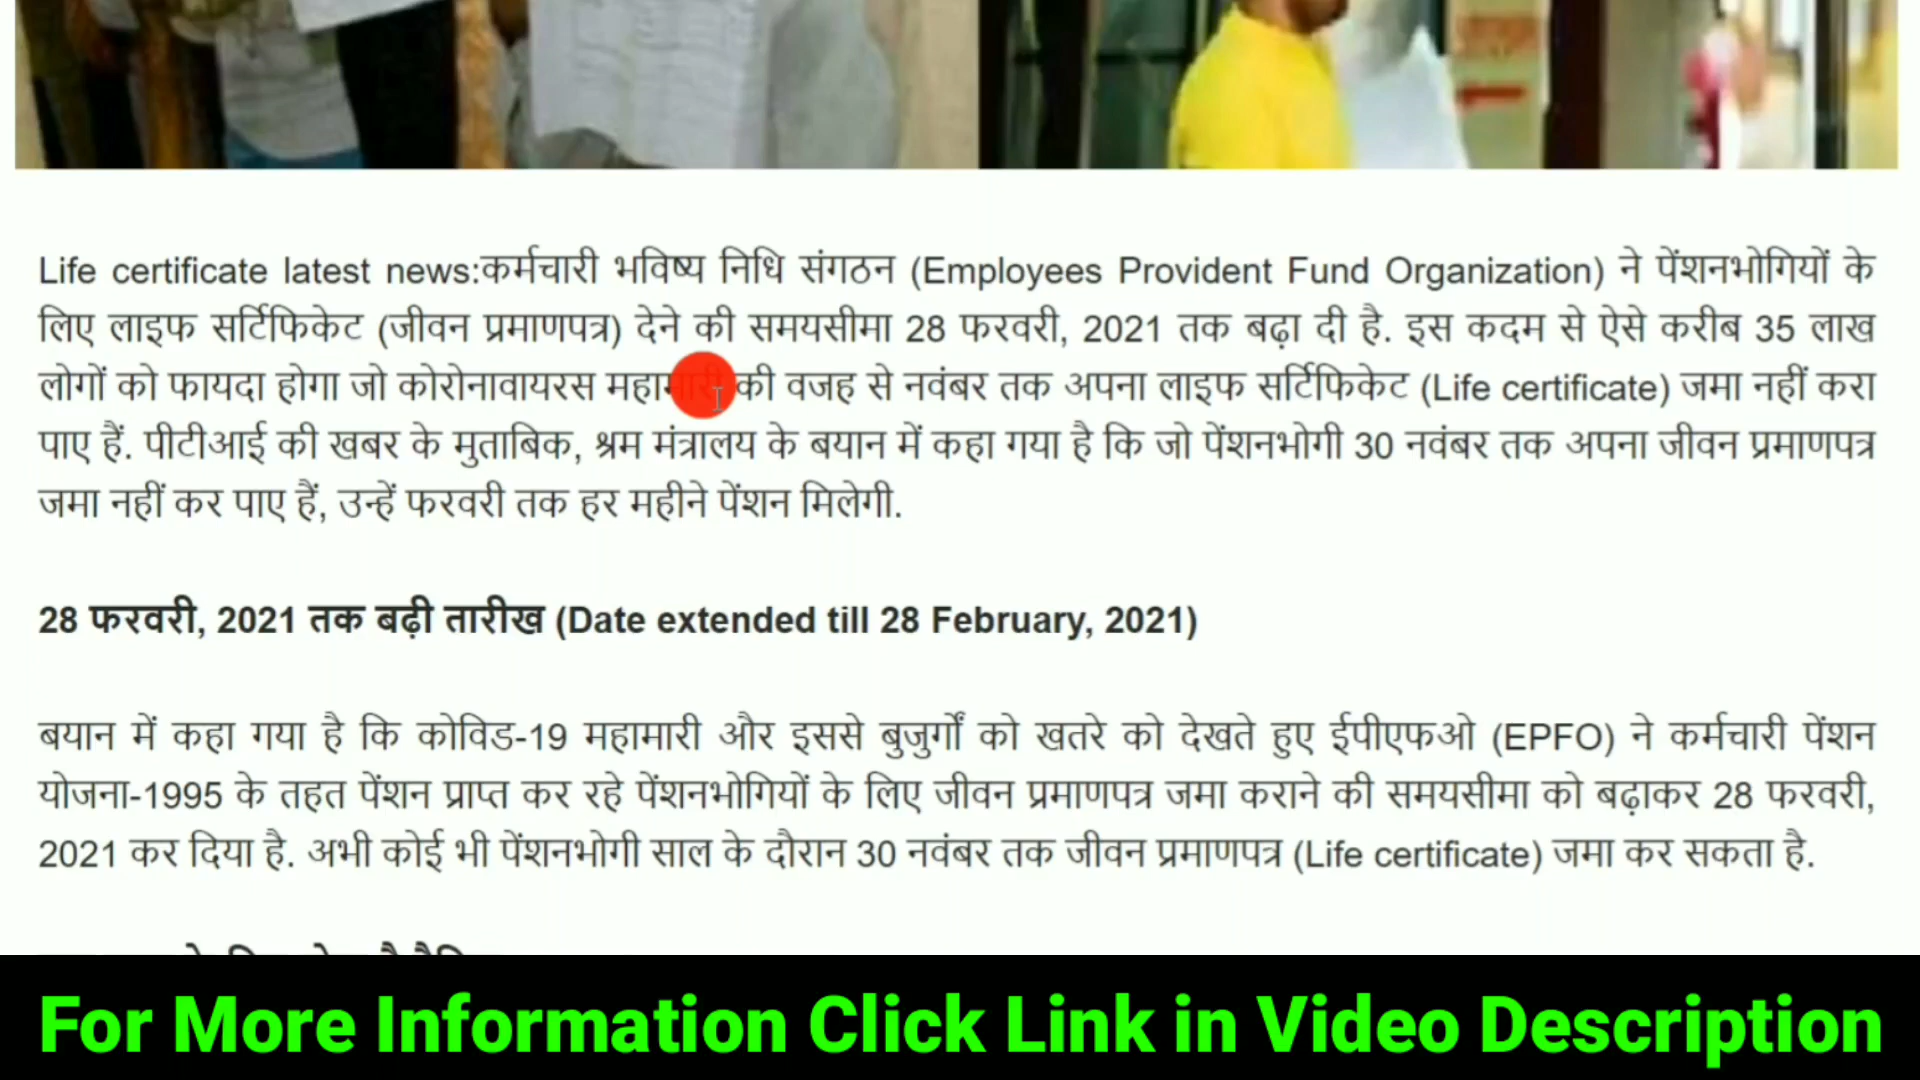 Life certificate latest news:कर्मचारी भविष्य निधि संगठन (Employees Provident Fund Organization) ने पेंशनभोगियों के
लिए लाइफ सर्टिफिकेट (जीवन प्रमाणपत्र) देने की समयसीमा 28 फरवरी, 2021 तक बढ़ा दी है. इस कदम से ऐसे करीब 35 लाख
लोगों को फायदा होगा जो कोरोनावायरस महामारी की वजह से नवंबर तक अपना लाइफ सर्टिफिकेट (Life certificate) जमा नहीं करा
पाए हैं. पीटीआई की खबर के मुताबिक, श्रम मंत्रालय के बयान में कहा गया है कि जो पेंशनभोगी 30 नवंबर तक अपना जीवन प्रमाणपत्र
जमा नहीं कर पाए हैं, उन्हें फरवरी तक हर महीने पेंशन मिलेगी.
28 फरवरी, 2021 तक बढ़ी तारीख (Date extended till 28 February, 2021)
बयान में कहा गया है कि कोविड-19 महामारी और इससे बुजुर्गों को खतरे को देखते हुए ईपीएफओ (EPFO) ने कर्मचारी पेंशन
योजना-1995 के तहत पेंशन प्राप्त कर रहे पेंशनभोगियों के लिए जीवन प्रमाणपत्र जमा कराने की समयसीमा को बढ़ाकर 28 फरवरी,
2021 कर दिया है. अभी कोई भी पेंशनभोगी साल के दौरान 30 नवंबर तक जीवन प्रमाणपत्र (Life certificate) जमा कर सकता है.
For More Information Click Link in Video Description